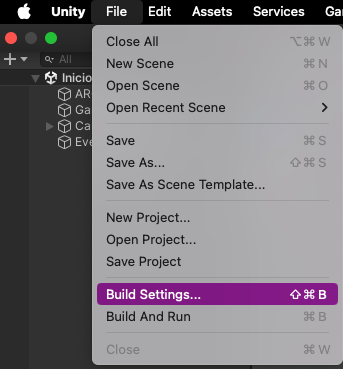 Unity File Edit Assets Services Ga
All
Inicio
AR
Ga
Ca
Eve
Close All ⌥⌘W
New Scene ⌘N
Open Scene ⌘O
Open Recent Scene
Save ⌘S
Save As... ⇧⌘S
Save As Scene Template...
New Project...
Open Project...
Save Project
Build Settings... ⇧⌘B
Build And Run ⌘B
Close ⌘W